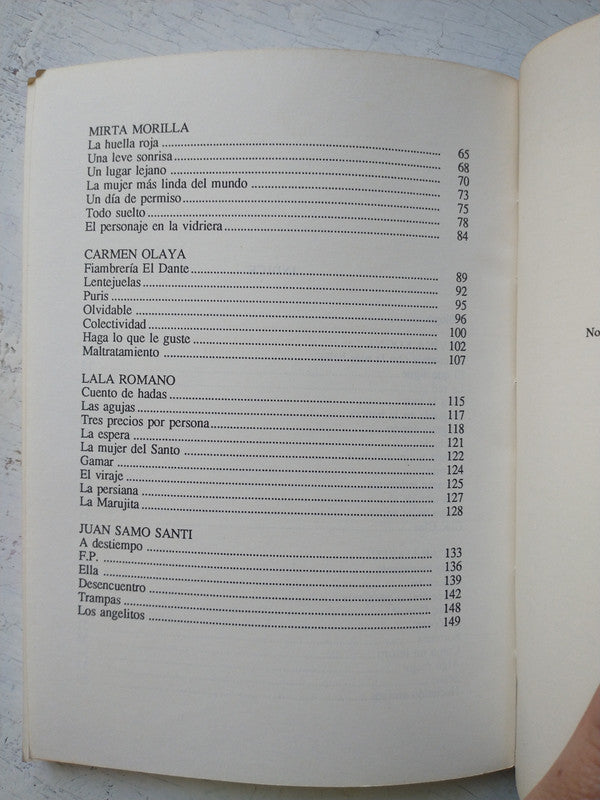 MIRTA MORILLA
La huella roja ........ 65
Una leve sonrisa ........ 68
Un lugar lejano ........ 70
La mujer más linda del mundo ........ 73
Un día de permiso ........ 75
Todo suelto ........ 78
El personaje en la vidriera ........ 84
CARMEN OLAYA
Fiambrería El Dante ........ 89
Lentejuelas ........ 92
Puris ........ 95
Olvidable ........ 96
Colectividad ........ 100
Haga lo que le guste ........ 102
Maltratamiento ........ 107
LALA ROMANO
Cuento de hadas ........ 115
Las agujas ........ 117
Tres precios por persona ........ 118
La espera ........ 121
La mujer del Santo ........ 122
Gamar ........ 124
El viraje ........ 125
La persiana ........ 127
La Marujita ........ 128
JUAN SAMO SANTI
A destiempo ........ 133
F.P. ........ 136
Ella ........ 139
Desencuentro ........ 142
Trampas ........ 148
Los angelitos ........ 149
No